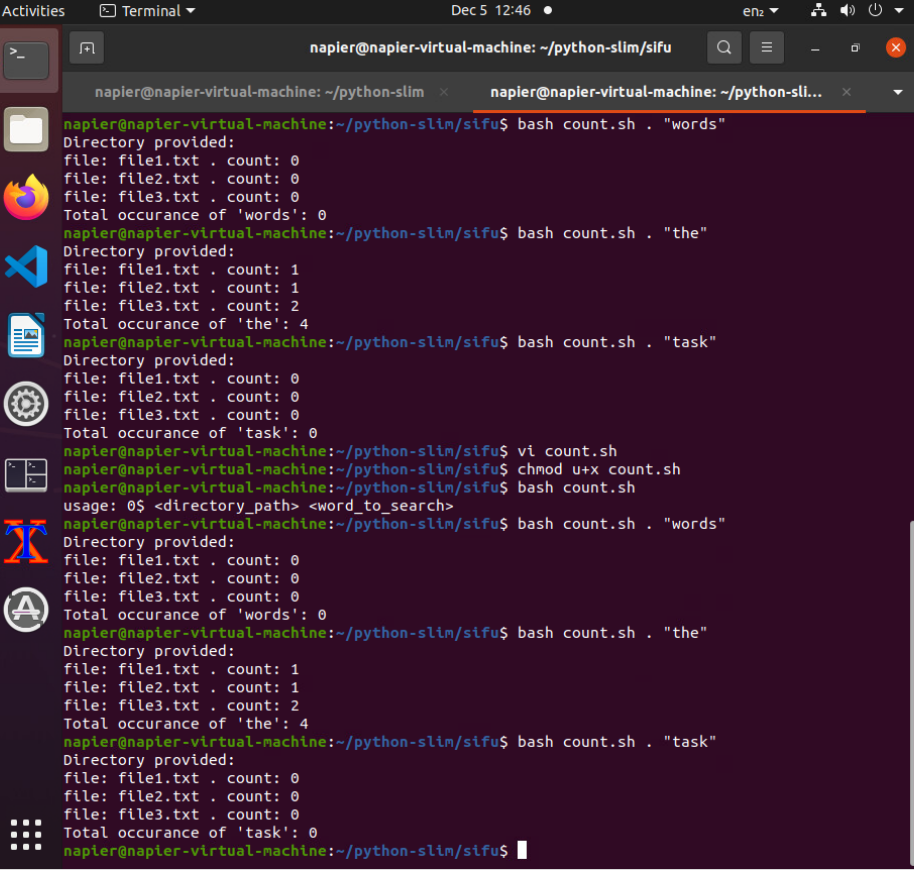 Activities
Terminal
Dec 5 12:46
en₂
napier@napier-virtual-machine: ~/python-slim/sifu
napier@napier-virtual-machine: ~/python-slim
napier@napier-virtual-machine: ~/python-sli...
napier@napier-virtual-machine:~/python-slim/sifu$ bash count.sh . "words"
Directory provided:
file: file1.txt . count: 0
file: file2.txt . count: 0
file: file3.txt . count: 0
Total occurance of 'words': 0
napier@napier-virtual-machine:~/python-slim/sifu$ bash count.sh . "the"
Directory provided:
file: file1.txt . count: 1
file: file2.txt . count: 1
file: file3.txt . count: 2
Total occurance of 'the': 4
napier@napier-virtual-machine:~/python-slim/sifu$ bash count.sh . "task"
Directory provided:
file: file1.txt . count: 0
file: file2.txt . count: 0
file: file3.txt . count: 0
Total occurance of 'task': 0
napier@napier-virtual-machine:~/python-slim/sifu$ vi count.sh
napier@napier-virtual-machine:~/python-slim/sifu$ chmod u+x count.sh
napier@napier-virtual-machine:~/python-slim/sifu$ bash count.sh
usage: 0$ <directory_path> <word_to_search>
napier@napier-virtual-machine:~/python-slim/sifu$ bash count.sh . "words"
Directory provided:
file: file1.txt . count: 0
file: file2.txt . count: 0
file: file3.txt . count: 0
Total occurance of 'words': 0
napier@napier-virtual-machine:~/python-slim/sifu$ bash count.sh . "the"
Directory provided:
file: file1.txt . count: 1
file: file2.txt . count: 1
file: file3.txt . count: 2
Total occurance of 'the': 4
napier@napier-virtual-machine:~/python-slim/sifu$ bash count.sh . "task"
Directory provided:
file: file1.txt . count: 0
file: file2.txt . count: 0
file: file3.txt . count: 0
Total occurance of 'task': 0
napier@napier-virtual-machine:~/python-slim/sifu$